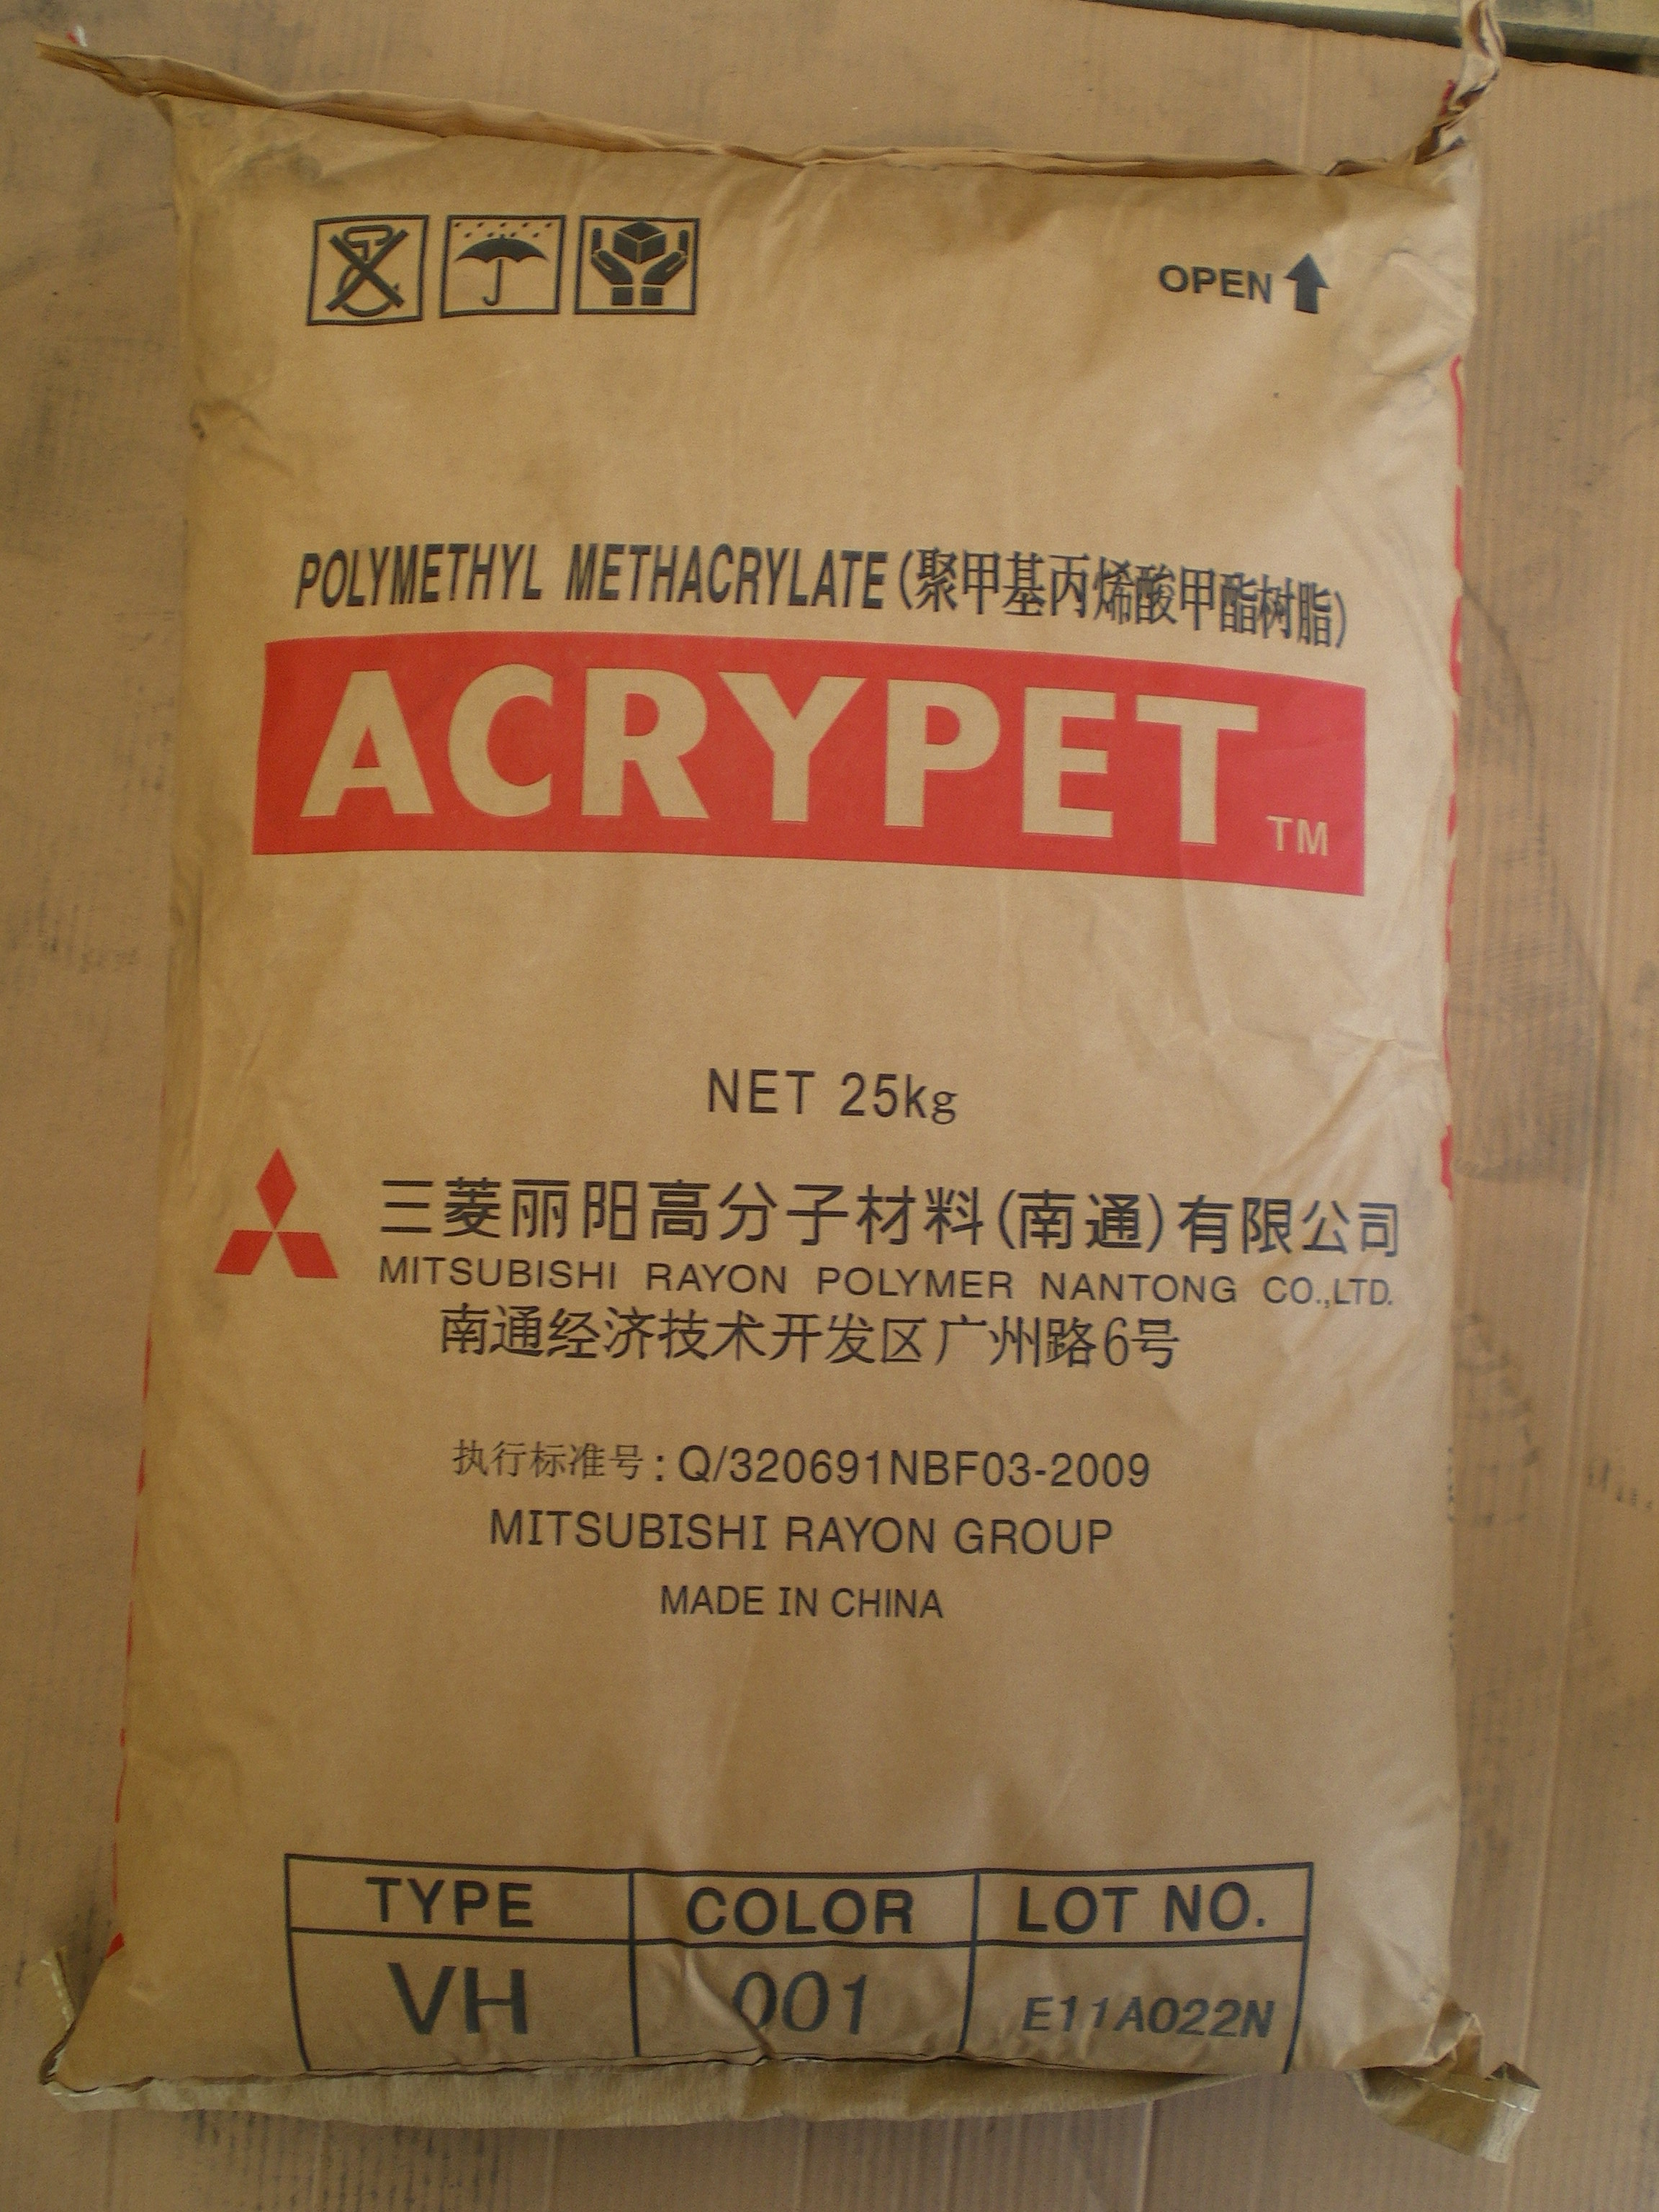 OPEN
POLYMETHYL METHACRYLATE (聚甲基丙烯酸甲酯树脂)
ACRYPET TM
NET 25kg
三菱丽阳高分子材料(南通)有限公司
MITSUBISHI RAYON POLYMER NANTONG CO.,LTD.
南通经济技术开发区广州路6号
执行标准号:Q/320691NBF03-2009
MITSUBISHI RAYON GROUP
MADE IN CHINA
TYPE COLOR LOT NO.
VH 001 E11A022N